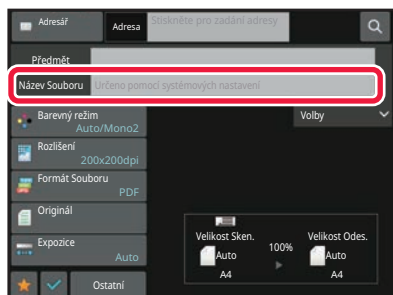 Adresář
Adresa
Stiskněte pro zadání adresy
Předmět
Název Souboru
Určeno pomocí systémových nastavení
Barevný režim
Auto/Mono2
Volby
Rozlišení
200x200dpi
Formát Souboru
PDF
Originál
Expozice
Auto
Velikost Sken.
100%
Velikost Odes.
Auto
Auto
A4
A4
Ostatní